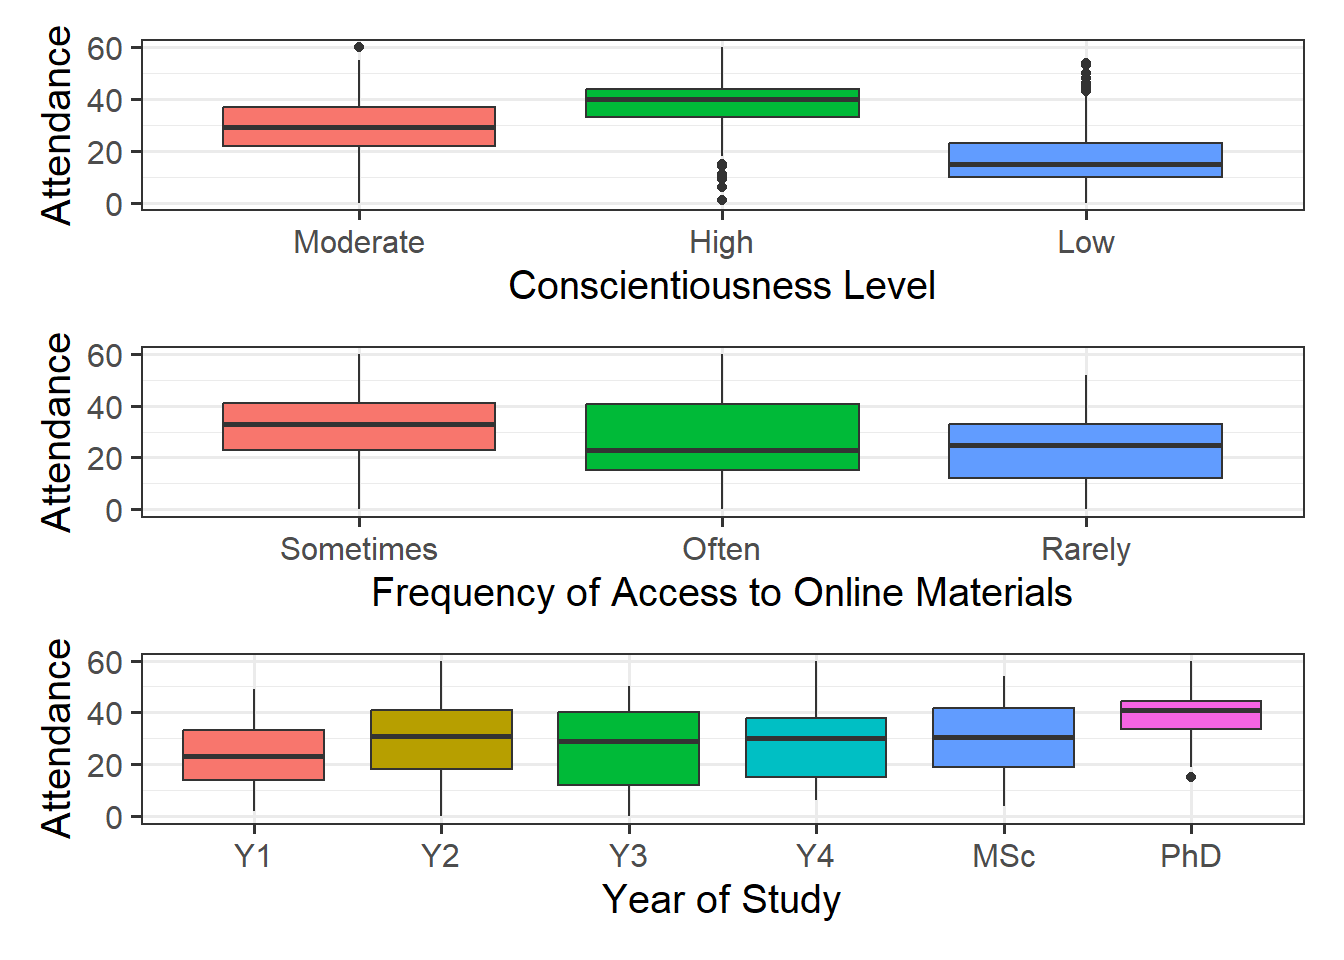 Attendance
60
40
20
0
Moderate High Low
Conscientiousness Level
Attendance
60
40
20
0
Sometimes Often Rarely
Frequency of Access to Online Materials
Attendance
60
40
20
0
Y1 Y2 Y3 Y4 MSc PhD
Year of Study